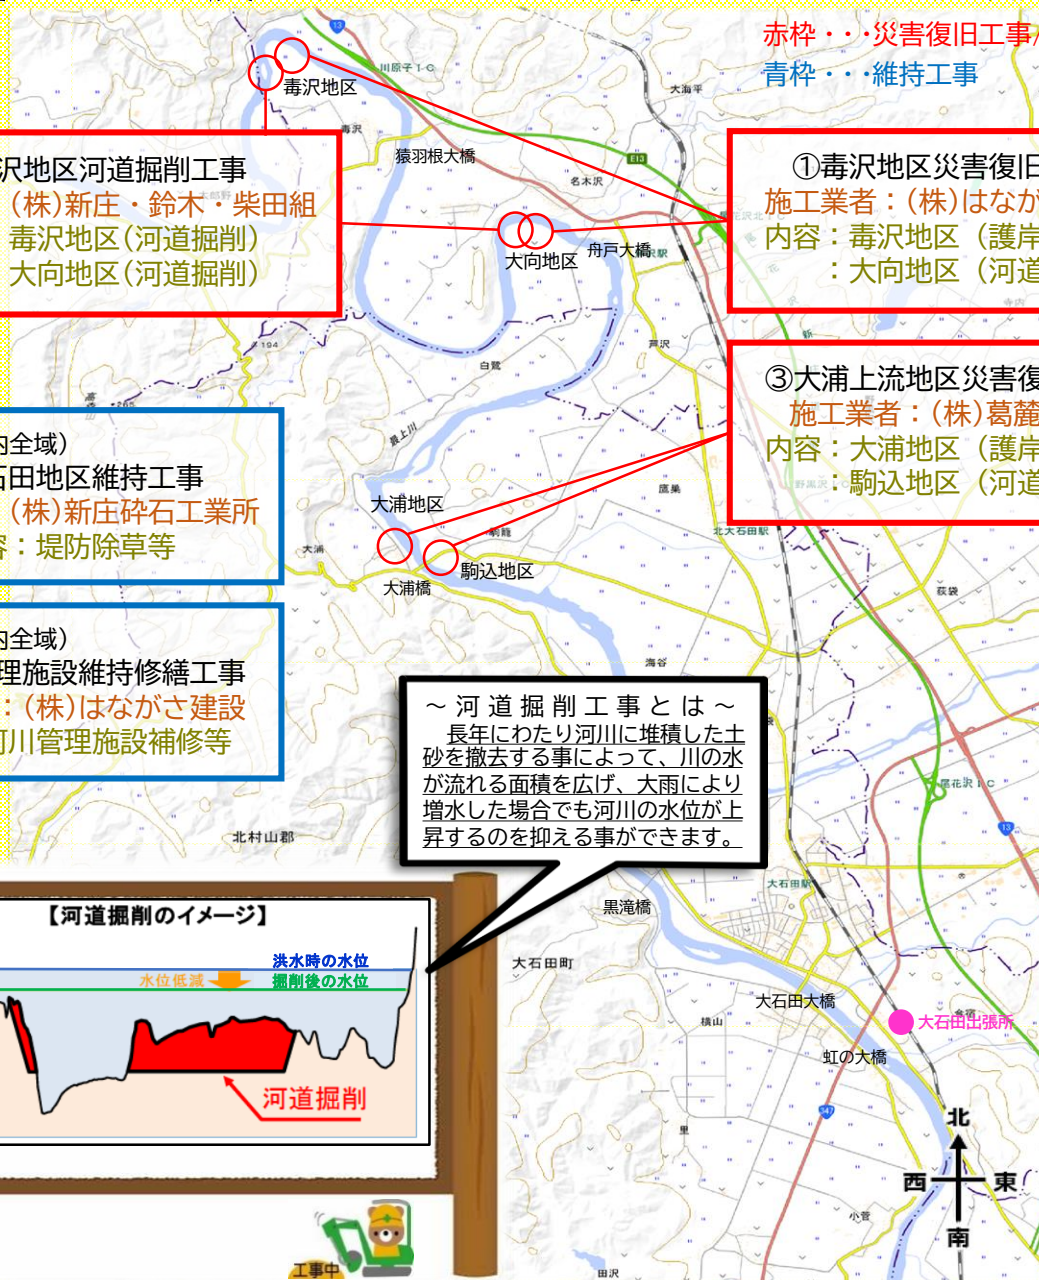 赤枠・・・災害復旧工事/
青枠・・・維持工事
川原子IC
毒沢地区
大海平
毒沢
猿羽根大橋
E13
名木沢
沢地区河道掘削工事
(株)新庄・鈴木・柴田組
毒沢地区(河道掘削)
大向地区(河道掘削)
①毒沢地区災害復旧
施工業者:(株)はなが
内容:毒沢地区(護岸
:大向地区(河道
大向地区
舟戸大橋
芦沢
194
白鷺
265
最上川
③大浦上流地区災害復
施工業者:(株)葛麓
内容:大浦地区(護岸
:駒込地区(河道
内全域)
石田地区維持工事
(株)新庄砕石工業所
容:堤防除草等
鷹巣
大浦地区
北大石田駅
駒籠
大浦
駒込地区
大浦橋
荻袋
内全域)
理施設維持修繕工事
:(株)はながさ建設
河川管理施設補修等
海谷
~河道掘削工事とは~
長年にわたり河川に堆積した土
砂を撤去する事によって、川の水
が流れる面積を広げ、大雨により
増水した場合でも河川の水位が上
昇するのを抑える事ができます。
尾花沢IC
13
北村山郡
大石田駅
黒滝橋
【河道掘削のイメージ】
洪水時の水位
水位低減
掘削後の水位
河道掘削
大石田町
大石田大橋
横山
大石田出張所
虹の大橋
347
里
北
西
東
南
小菅
工事中
田沢